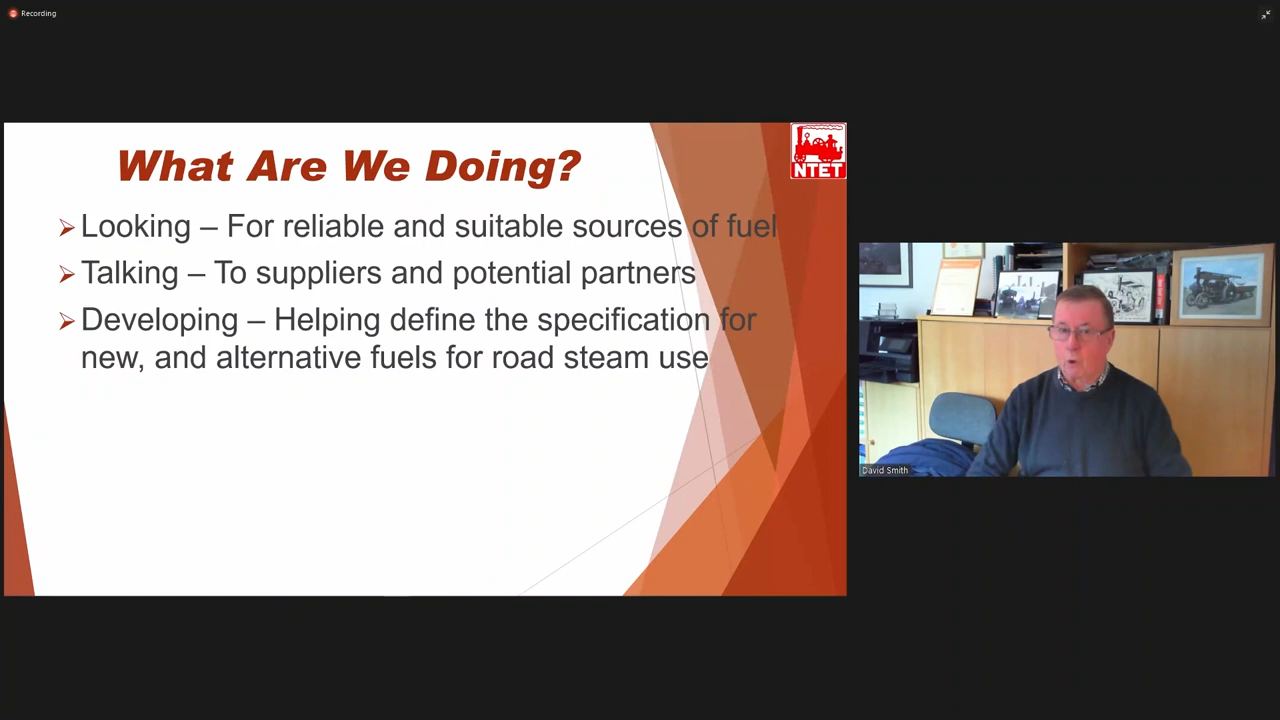 Recording
What Are We Doing?
NTET
Looking – For reliable and suitable sources of fuel
Talking – To suppliers and potential partners
Developing – Helping define the specification for
new, and alternative fuels for road steam use
David Smith